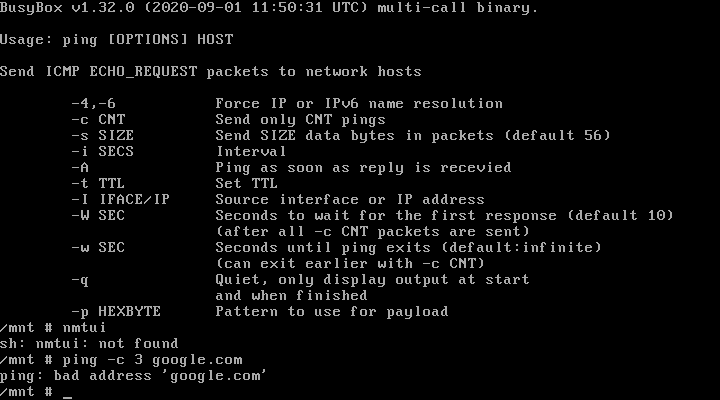 BusyBox v1.32.0 (2020-09-01 11:50:31 UTC) multi-call binary.
Usage: ping [OPTIONS] HOST
Send ICMP ECHO_REQUEST packets to network hosts
-4,-6 Force IP or IPv6 name resolution
-c CNT Send only CNT pings
-s SIZE Send SIZE data bytes in packets (default 56)
-i SECS Interval
-A Ping as soon as reply is recevied
-t TTL Set TTL
-I IFACE/IP Source interface or IP address
-W SEC Seconds to wait for the first response (default 10)
(after all -c CNT packets are sent)
-w SEC Seconds until ping exits (default:infinite)
(can exit earlier with -c CNT)
-q Quiet, only display output at start
and when finished
-p HEXBYTE Pattern to use for payload
/mnt # nmtui
sh: nmtui: not found
/mnt # ping -c 3 google.com
ping: bad address 'google.com'
/mnt # _